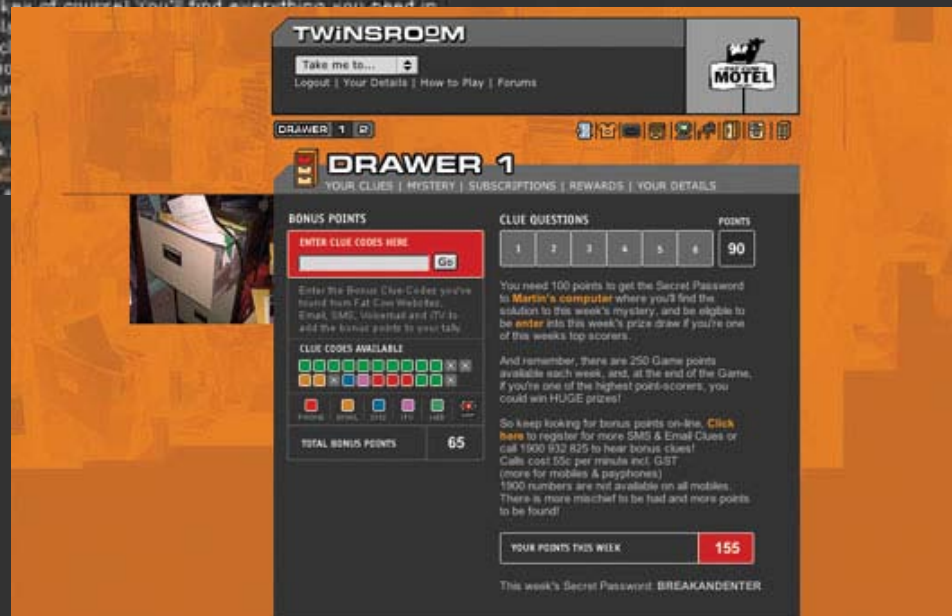 of course! You'll find everything you need in
TWiNSROOM
Take me to...
Logout | Your Details | How to Play | Forums
FAT COW
MOTEL
DRAWER 1 2
DRAWER 1
YOUR CLUES | MYSTERY | SUBSCRIPTIONS | REWARDS | YOUR DETAILS
BONUS POINTS
ENTER CLUE CODES HERE
Go
Enter the Bonus Clue Codes you've
found from Fat Cow Websites,
Email, SMS, Voicemail and iTV to
add the bonus points to your tally.
CLUE CODES AVAILABLE
PHONE EMAIL SMS ITV WEB
TOTAL BONUS POINTS 65
CLUE QUESTIONS POINTS
1 2 3 4 5 6 90
You need 100 points to get the Secret Password
to Martin's computer where you'll find the
solution to this week's mystery, and be eligible to
be enter into this week's prize draw if you're one
of this weeks top scorers.
And remember, there are 250 Game points
available each week, and, at the end of the Game,
if you're one of the highest point-scorers, you
could win HUGE prizes!
So keep looking for bonus points on-line. Click
here to register for more SMS & Email Clues or
call 1900 932 825 to hear bonus clues!
Calls cost 55c per minute incl. GST
(more for mobiles & payphones)
1900 numbers are not available on all mobiles.
There is more mischief to be had and more points
to be found!
YOUR POINTS THIS WEEK 155
This week's Secret Password: BREAKANDENTER